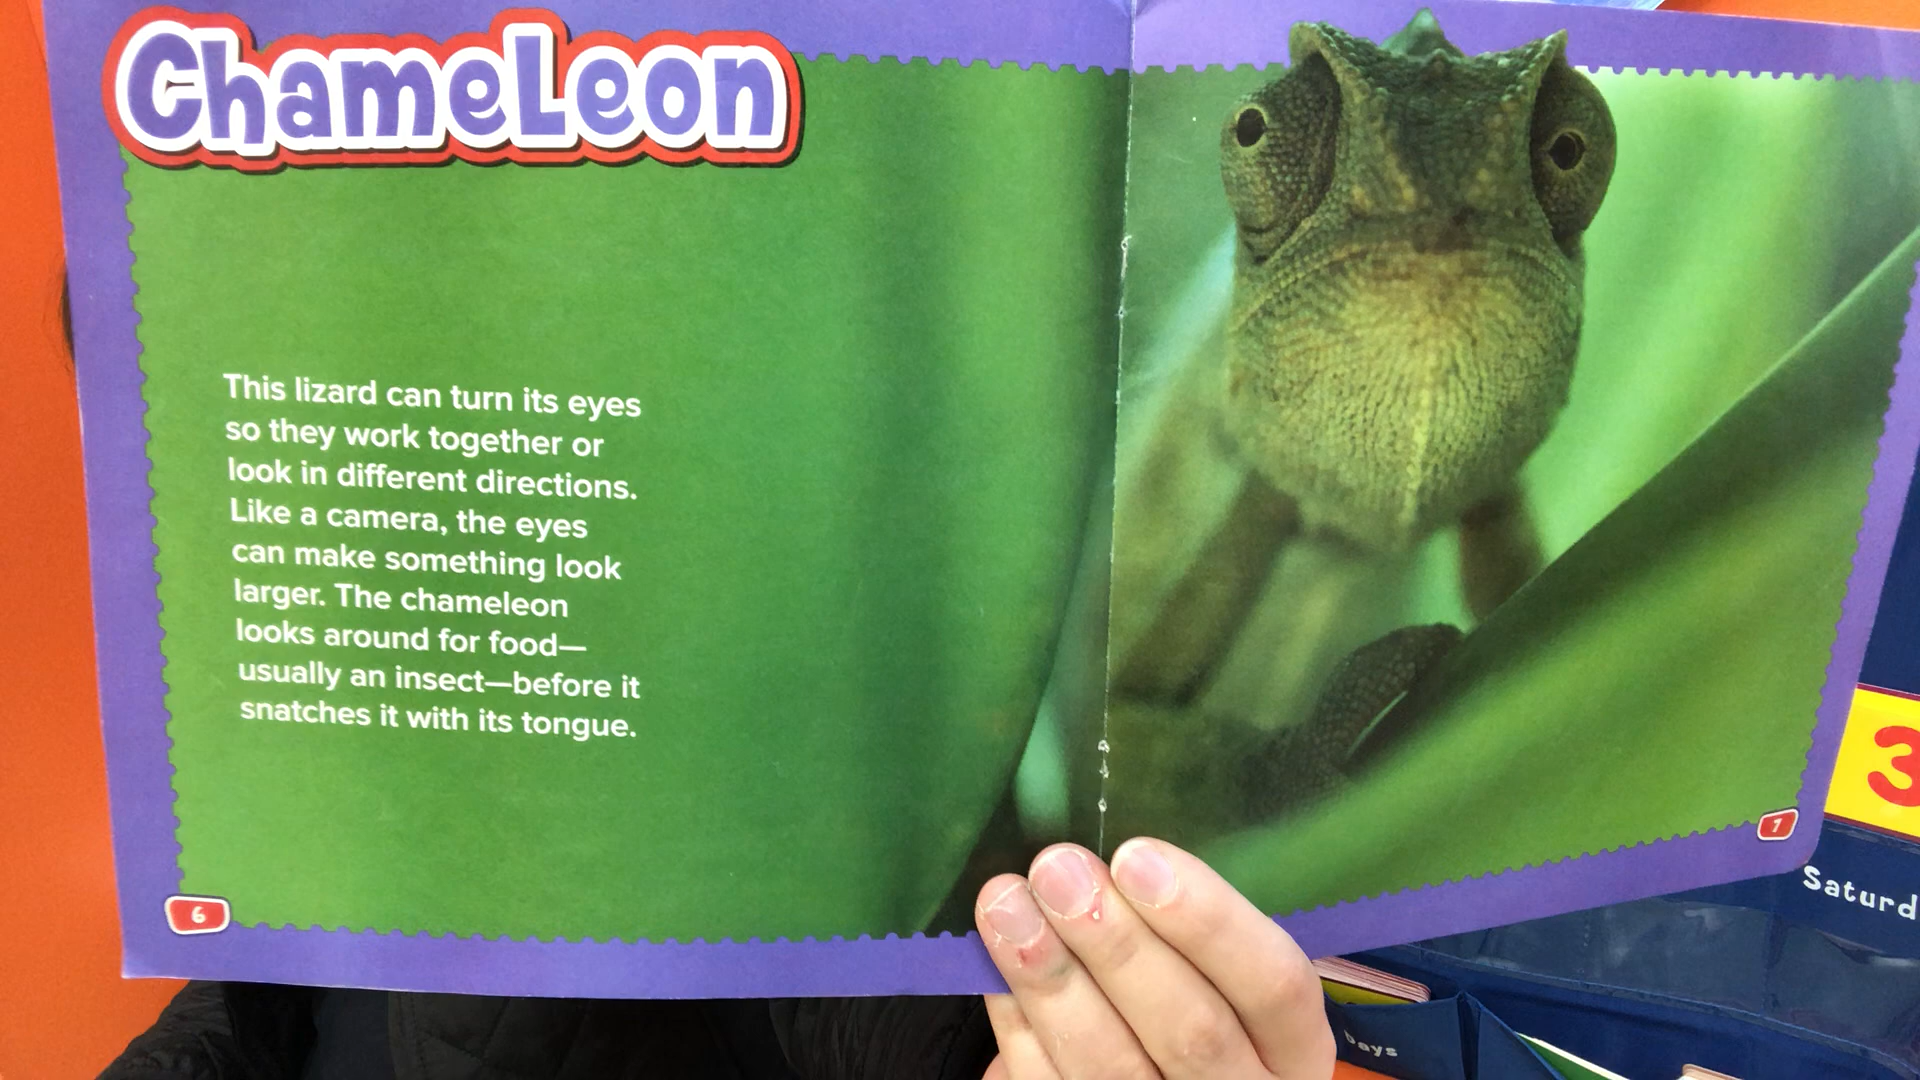 Chameleon
This lizard can turn its eyes
so they work together or
look in different directions.
Like a camera, the eyes
can make something look
larger. The chameleon
looks around for food—
usually an insect—before it
snatches it with its tongue.
6
7
3
Saturd
Days